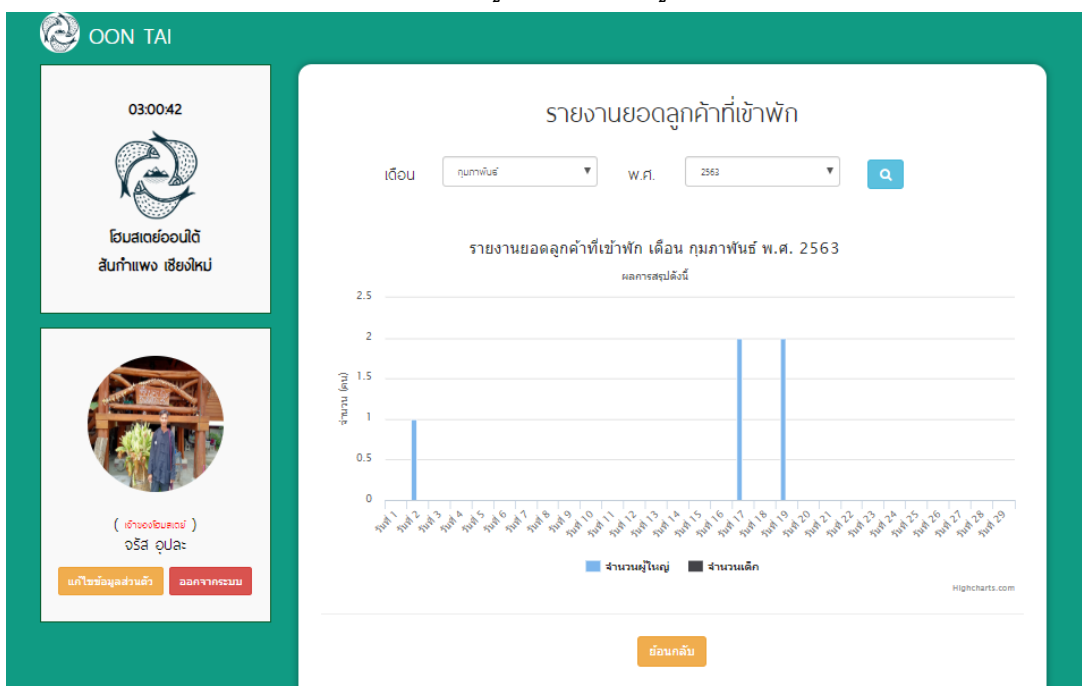 OON TAI
03:00:42
โฮมสเตย์ออนใต้
สันกำแพง เชียงใหม่
( เจ้าของโฮมสเตย์ )
จรัส อุปละ
แก้ไขข้อมูลส่วนตัว ออกจากระบบ
รายงานยอดลูกค้าที่เข้าพัก
เดือน กุมภาพันธ์ พ.ศ. 2563
รายงานยอดลูกค้าที่เข้าพัก เดือน กุมภาพันธ์ พ.ศ. 2563
ผลการสรุปดังนี้
จำนวน (คน)
2.5
2
1.5
1
0.5
0
วันที่ 1 วันที่ 2 วันที่ 3 วันที่ 4 วันที่ 5 วันที่ 6 วันที่ 7 วันที่ 8 วันที่ 9 วันที่ 10 วันที่ 11 วันที่ 12 วันที่ 13 วันที่ 14 วันที่ 15 วันที่ 16 วันที่ 17 วันที่ 18 วันที่ 19 วันที่ 20 วันที่ 21 วันที่ 22 วันที่ 23 วันที่ 24 วันที่ 25 วันที่ 26 วันที่ 27 วันที่ 28 วันที่ 29
จำนวนผู้ใหญ่ จำนวนเด็ก
Highcharts.com
ย้อนกลับ